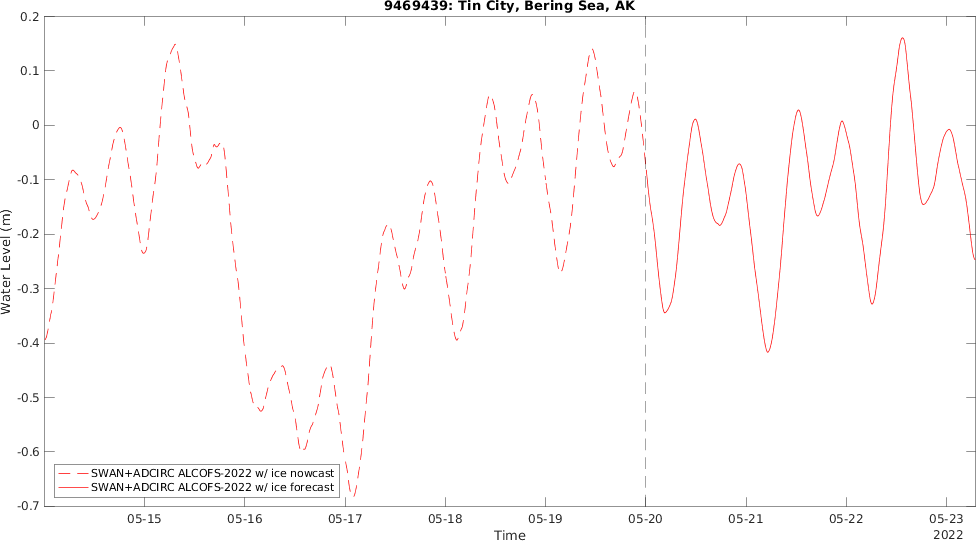 9469439: Tin City, Bering Sea, AK
0.2
0.1
0
-0.1
-0.2
-0.3
-0.4
-0.5
-0.6
-0.7
Water Level (m)
SWAN+ADCIRC ALCOFS-2022 w/ ice nowcast
SWAN+ADCIRC ALCOFS-2022 w/ ice forecast
05-15 05-16 05-17 05-18 05-19 05-20 05-21 05-22 05-23
Time 2022